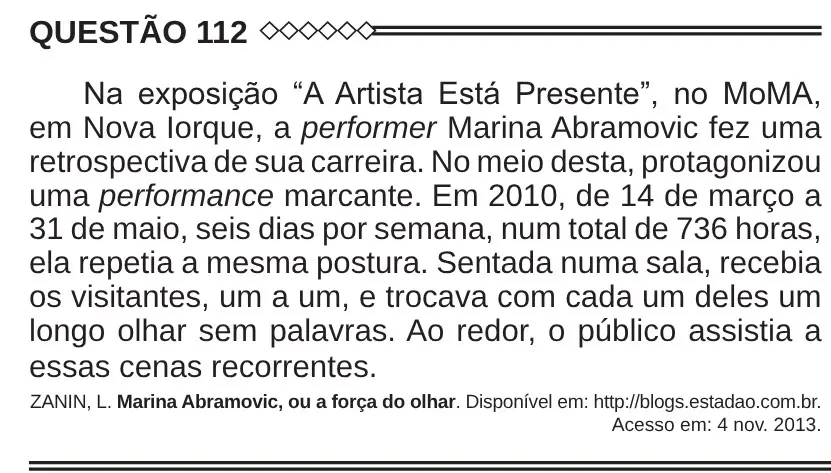 QUESTÃO 112
Na exposição “A Artista Está Presente”, no MoMA,
em Nova Iorque, a performer Marina Abramovic fez uma
retrospectiva de sua carreira. No meio desta, protagonizou
uma performance marcante. Em 2010, de 14 de março a
31 de maio, seis dias por semana, num total de 736 horas,
ela repetia a mesma postura. Sentada numa sala, recebia
os visitantes, um a um, e trocava com cada um deles um
longo olhar sem palavras. Ao redor, o público assistia a
essas cenas recorrentes.
ZANIN, L. Marina Abramovic, ou a força do olhar. Disponível em: http://blogs.estadao.com.br.
Acesso em: 4 nov. 2013.